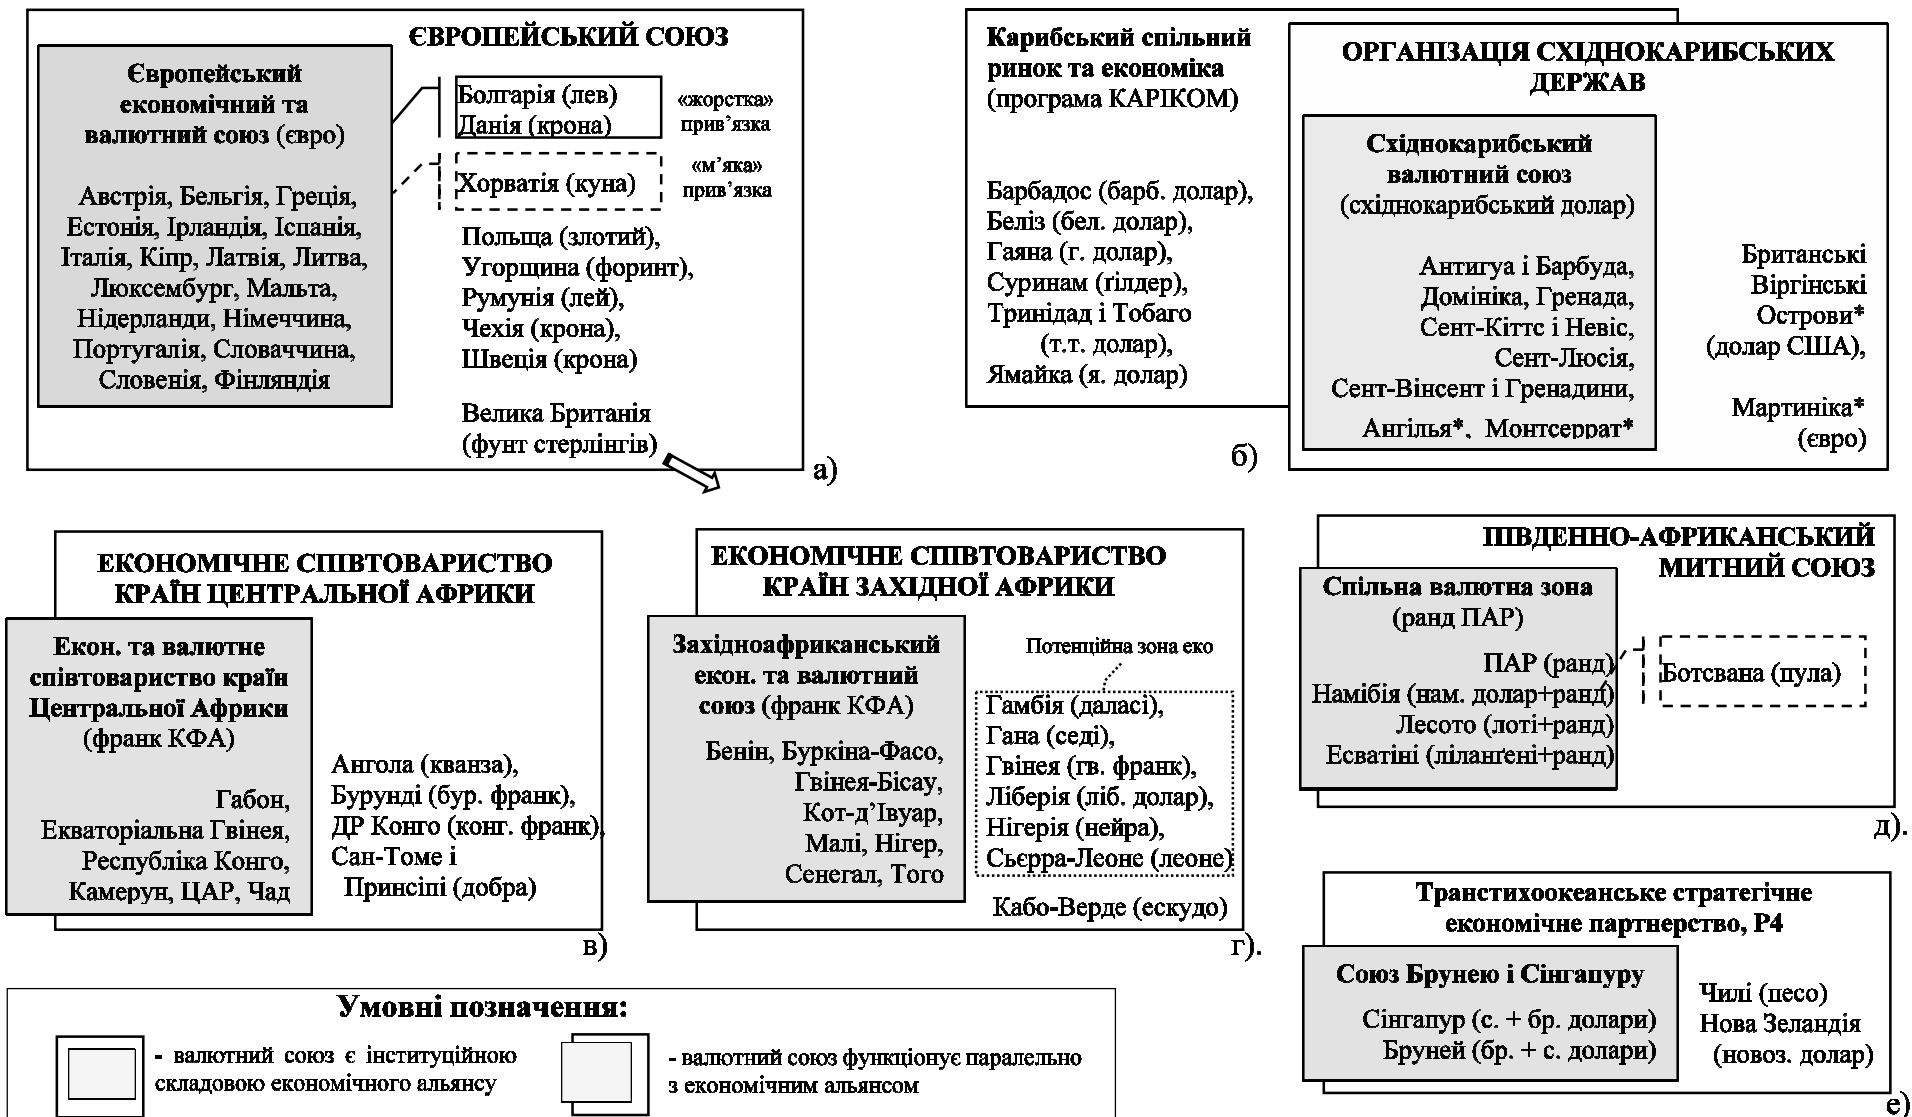 ЄВРОПЕЙСЬКИЙ СОЮЗ
Європейський
економічний та
валютний союз (євро)
Австрія, Бельгія, Греція,
Естонія, Ірландія, Іспанія,
Італія, Кіпр, Латвія, Литва,
Люксембург, Мальта,
Нідерланди, Німеччина,
Португалія, Словаччина,
Словенія, Фінляндія
Болгарія (лев)
Данія (крона)
«жорстка»
прив’язка
Хорватія (куна)
«м’яка»
прив’язка
Польща (злотий),
Угорщина (форинт),
Румунія (лей),
Чехія (крона),
Швеція (крона)
Велика Британія
(фунт стерлінгів)
а)
Карибський спільний
ринок та економіка
(програма КАРІКОМ)
Барбадос (барб. долар),
Беліз (бел. долар),
Гаяна (г. долар),
Суринам (гілдер),
Тринідад і Тобаго
(т.т. долар),
Ямайка (я. долар)
ОРГАНІЗАЦІЯ СХІДНОКАРИБСЬКИХ
ДЕРЖАВ
Східнокарибський
валютний союз
(східнокарибський долар)
Антигуа і Барбуда,
Домініка, Гренада,
Сент-Кіттс і Невіс,
Сент-Люсія,
Сент-Вінсент і Гренадини,
Ангілья*, Монтсеррат*
Британські
Віргінські
Острови*
(долар США),
Мартиніка*
(євро)
б)
ЕКОНОМІЧНЕ СПІВТОВАРИСТВО
КРАЇН ЦЕНТРАЛЬНОЇ АФРИКИ
Екон. та валютне
співтовариство країн
Центральної Африки
(франк КФА)
Габон,
Екваторіальна Гвінея,
Республіка Конго,
Камерун, ЦАР, Чад
Ангола (кванза),
Бурунді (бур. франк),
ДР Конго (конг. франк),
Сан-Томе і
Принсіпі (добра)
в)
ЕКОНОМІЧНЕ СПІВТОВАРИСТВО
КРАЇН ЗАХІДНОЇ АФРИКИ
Західноафриканський
екон. та валютний
союз (франк КФА)
Бенін, Буркіна-Фасо,
Гвінея-Бісау,
Кот-д’Івуар,
Малі, Нігер,
Сенегал, Того
Потенційна зона еко
Гамбія (даласі),
Гана (седі),
Гвінея (гв. франк),
Ліберія (ліб. долар),
Нігерія (нейра),
Сьєрра-Леоне (леоне)
Кабо-Верде (ескудо)
г).
ПІВДЕННО-АФРИКАНСЬКИЙ
МИТНИЙ СОЮЗ
Спільна валютна зона
(ранд ПАР)
ПАР (ранд)
Намібія (нам. долар+ранд)
Лесото (лоті+ранд)
Есватіні (ліланґені+ранд)
Ботсвана (пула)
д).
Транстихоокеанське стратегічне
економічне партнерство, Р4
Союз Брунею і Сінгапуру
Сінгапур (с. + бр. долари)
Бруней (бр. + с. долари)
Чилі (песо)
Нова Зеландія
(новоз. долар)
е)
Умовні позначення:
- валютний союз є інституційною
складовою економічного альянсу
- валютний союз функціонує паралельно
з економічним альянсом